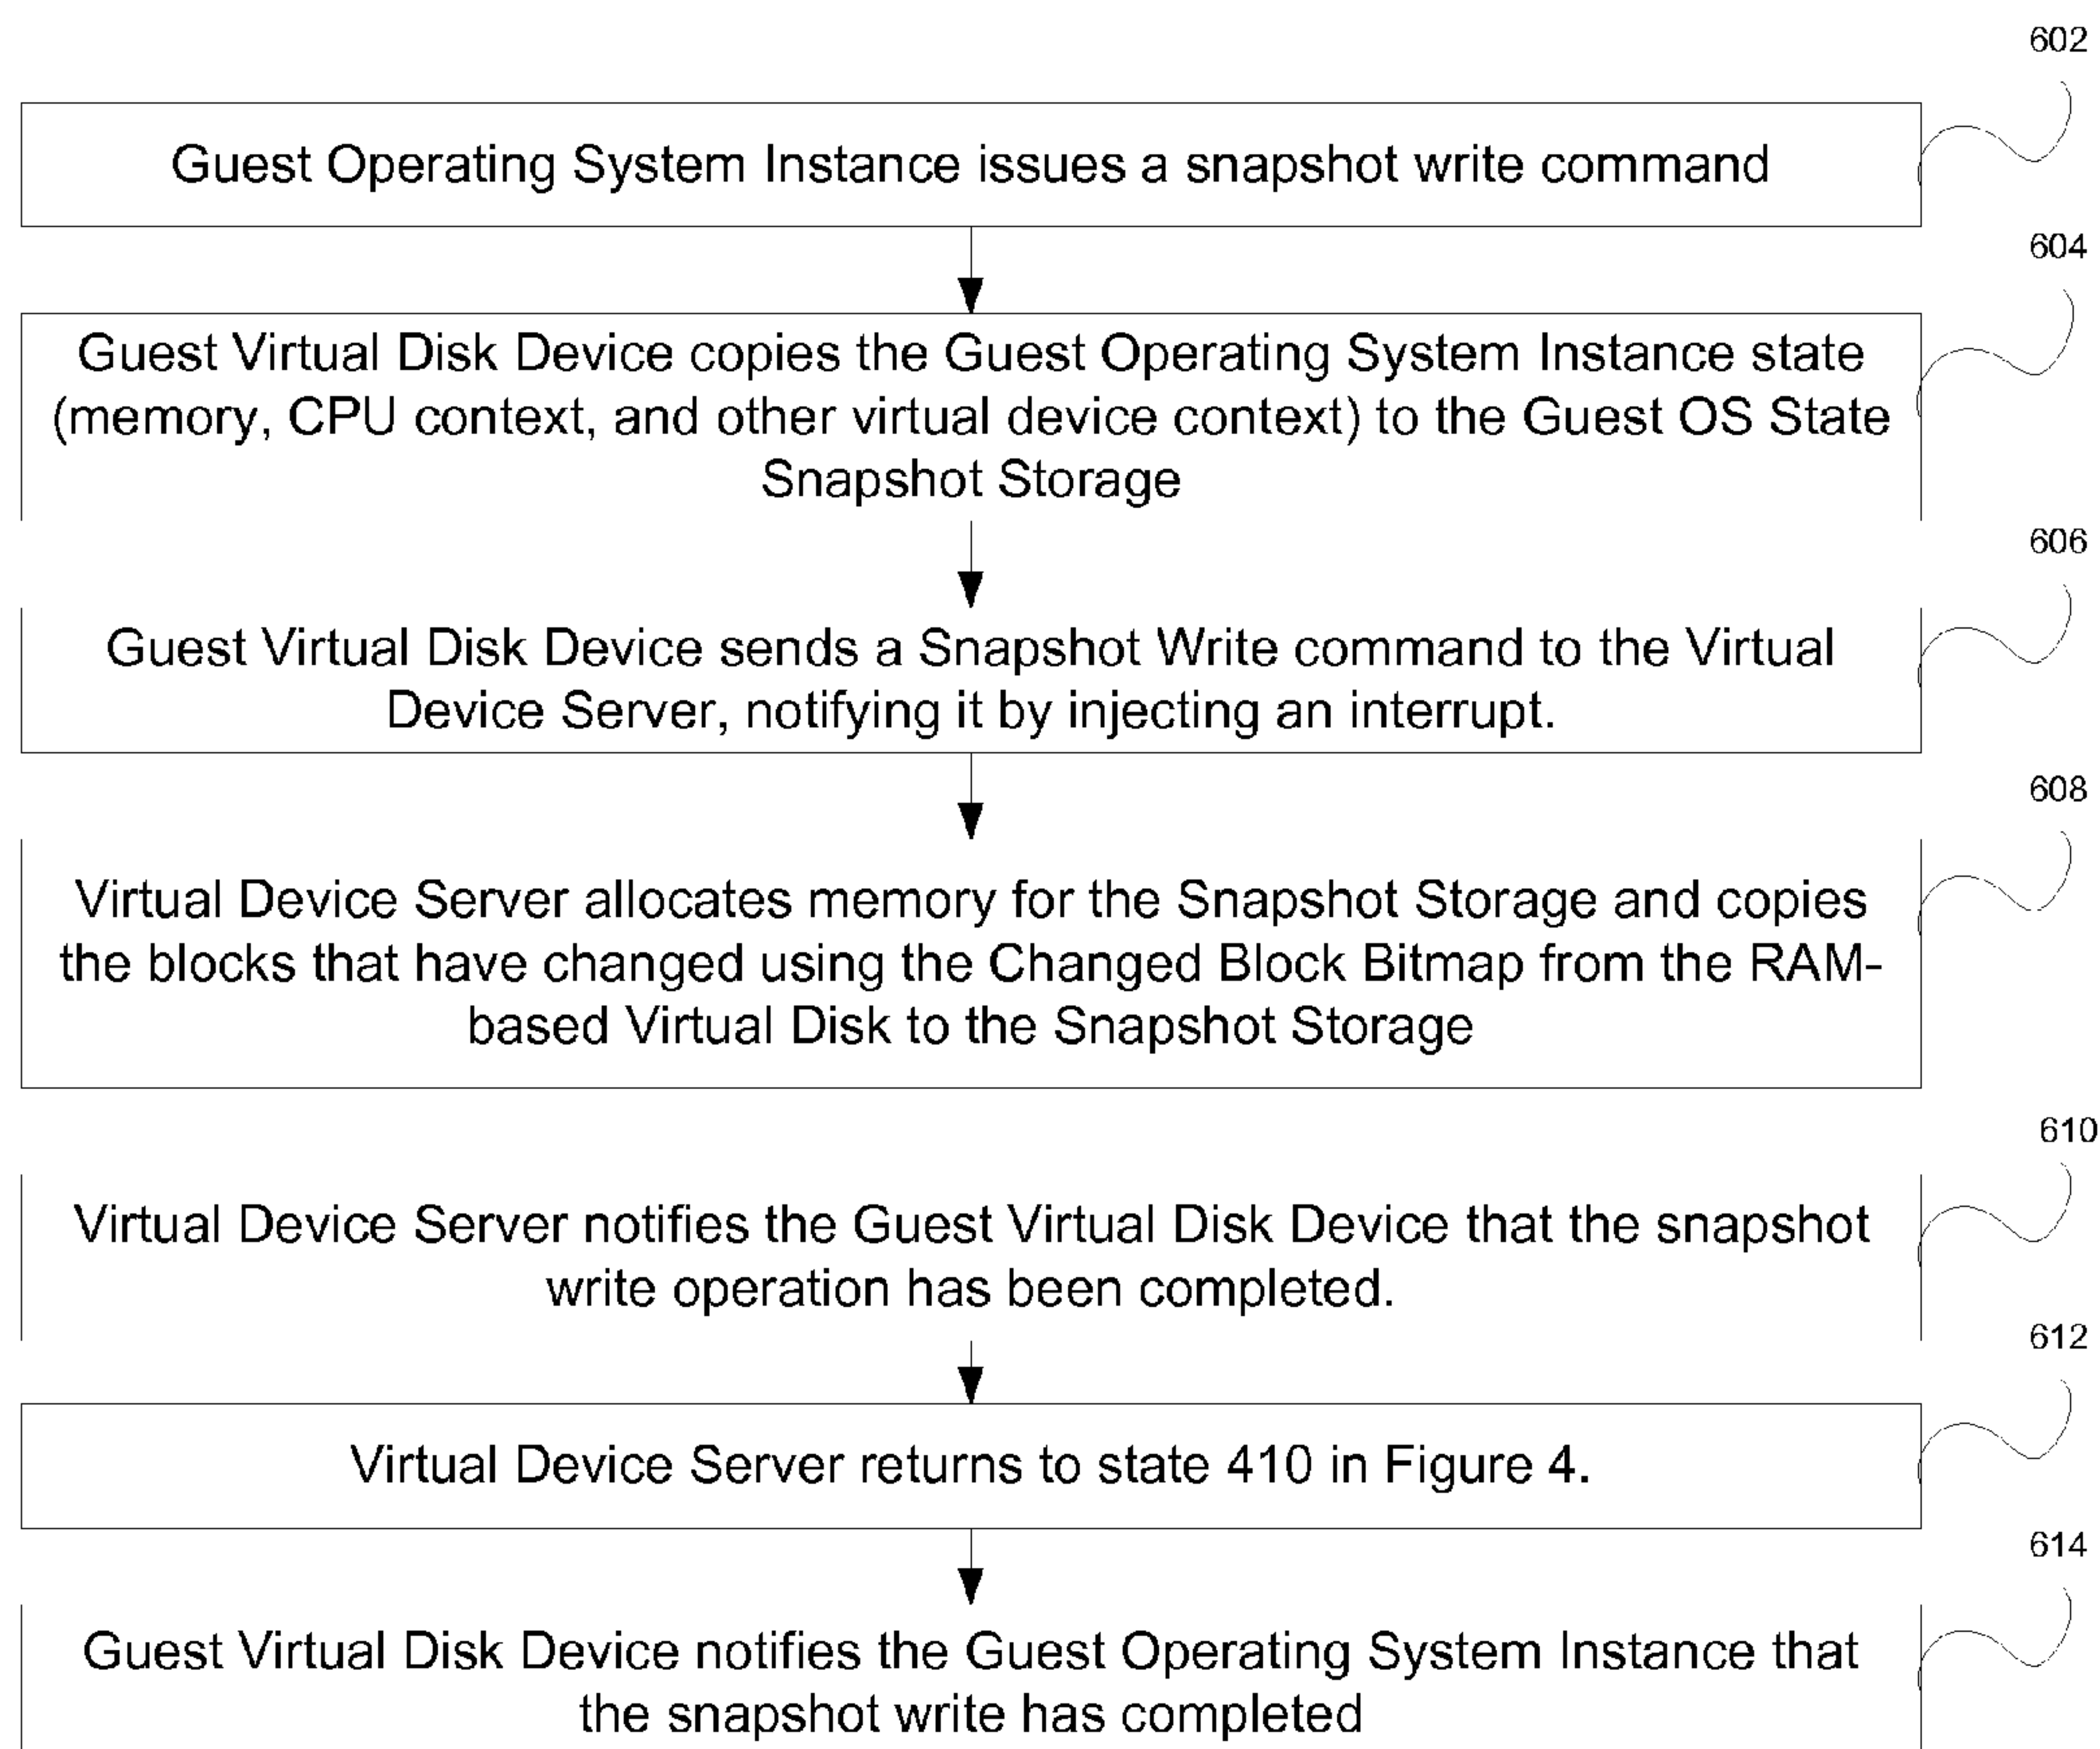 602
Guest Operating System Instance issues a snapshot write command
604
Guest Virtual Disk Device copies the Guest Operating System Instance state
(memory, CPU context, and other virtual device context) to the Guest OS State
Snapshot Storage
606
Guest Virtual Disk Device sends a Snapshot Write command to the Virtual
Device Server, notifying it by injecting an interrupt.
608
Virtual Device Server allocates memory for the Snapshot Storage and copies
the blocks that have changed using the Changed Block Bitmap from the RAM-
based Virtual Disk to the Snapshot Storage
610
Virtual Device Server notifies the Guest Virtual Disk Device that the snapshot
write operation has been completed.
612
Virtual Device Server returns to state 410 in Figure 4.
614
Guest Virtual Disk Device notifies the Guest Operating System Instance that
the snapshot write has completed